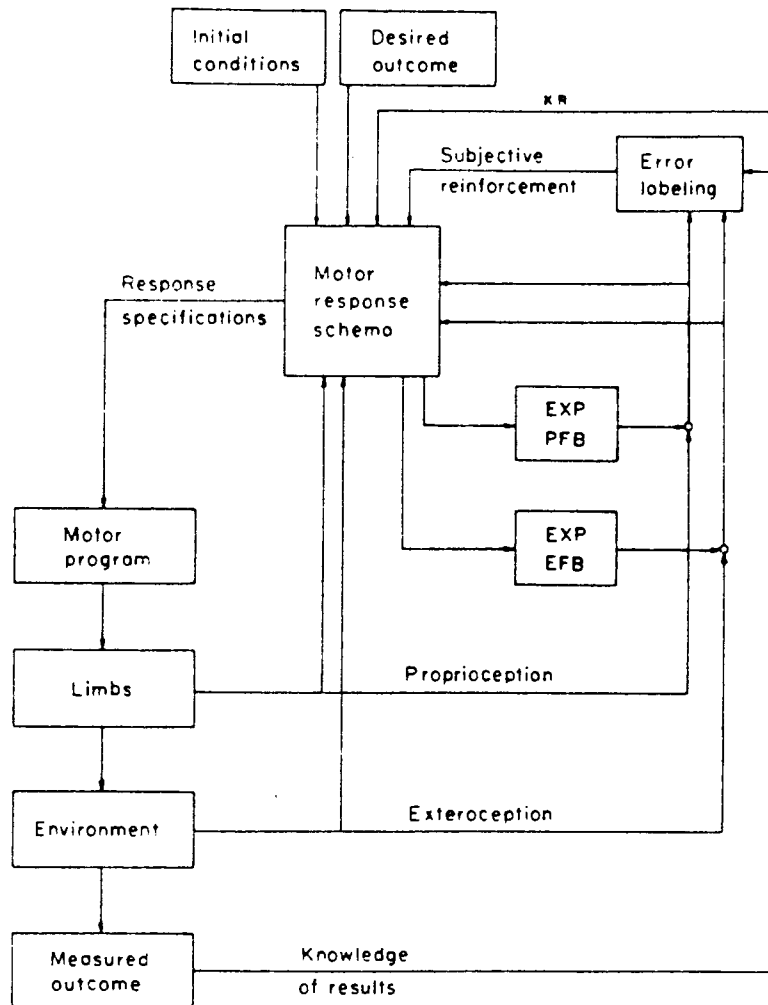 Initial
conditions
Desired
outcome
KR
Subjective
reinforcement
Error
labeling
Motor
response
schema
Response
specifications
EXP
PFB
EXP
EFB
Motor
program
Limbs
Proprioception
Environment
Exteroception
Measured
outcome
Knowledge
of results